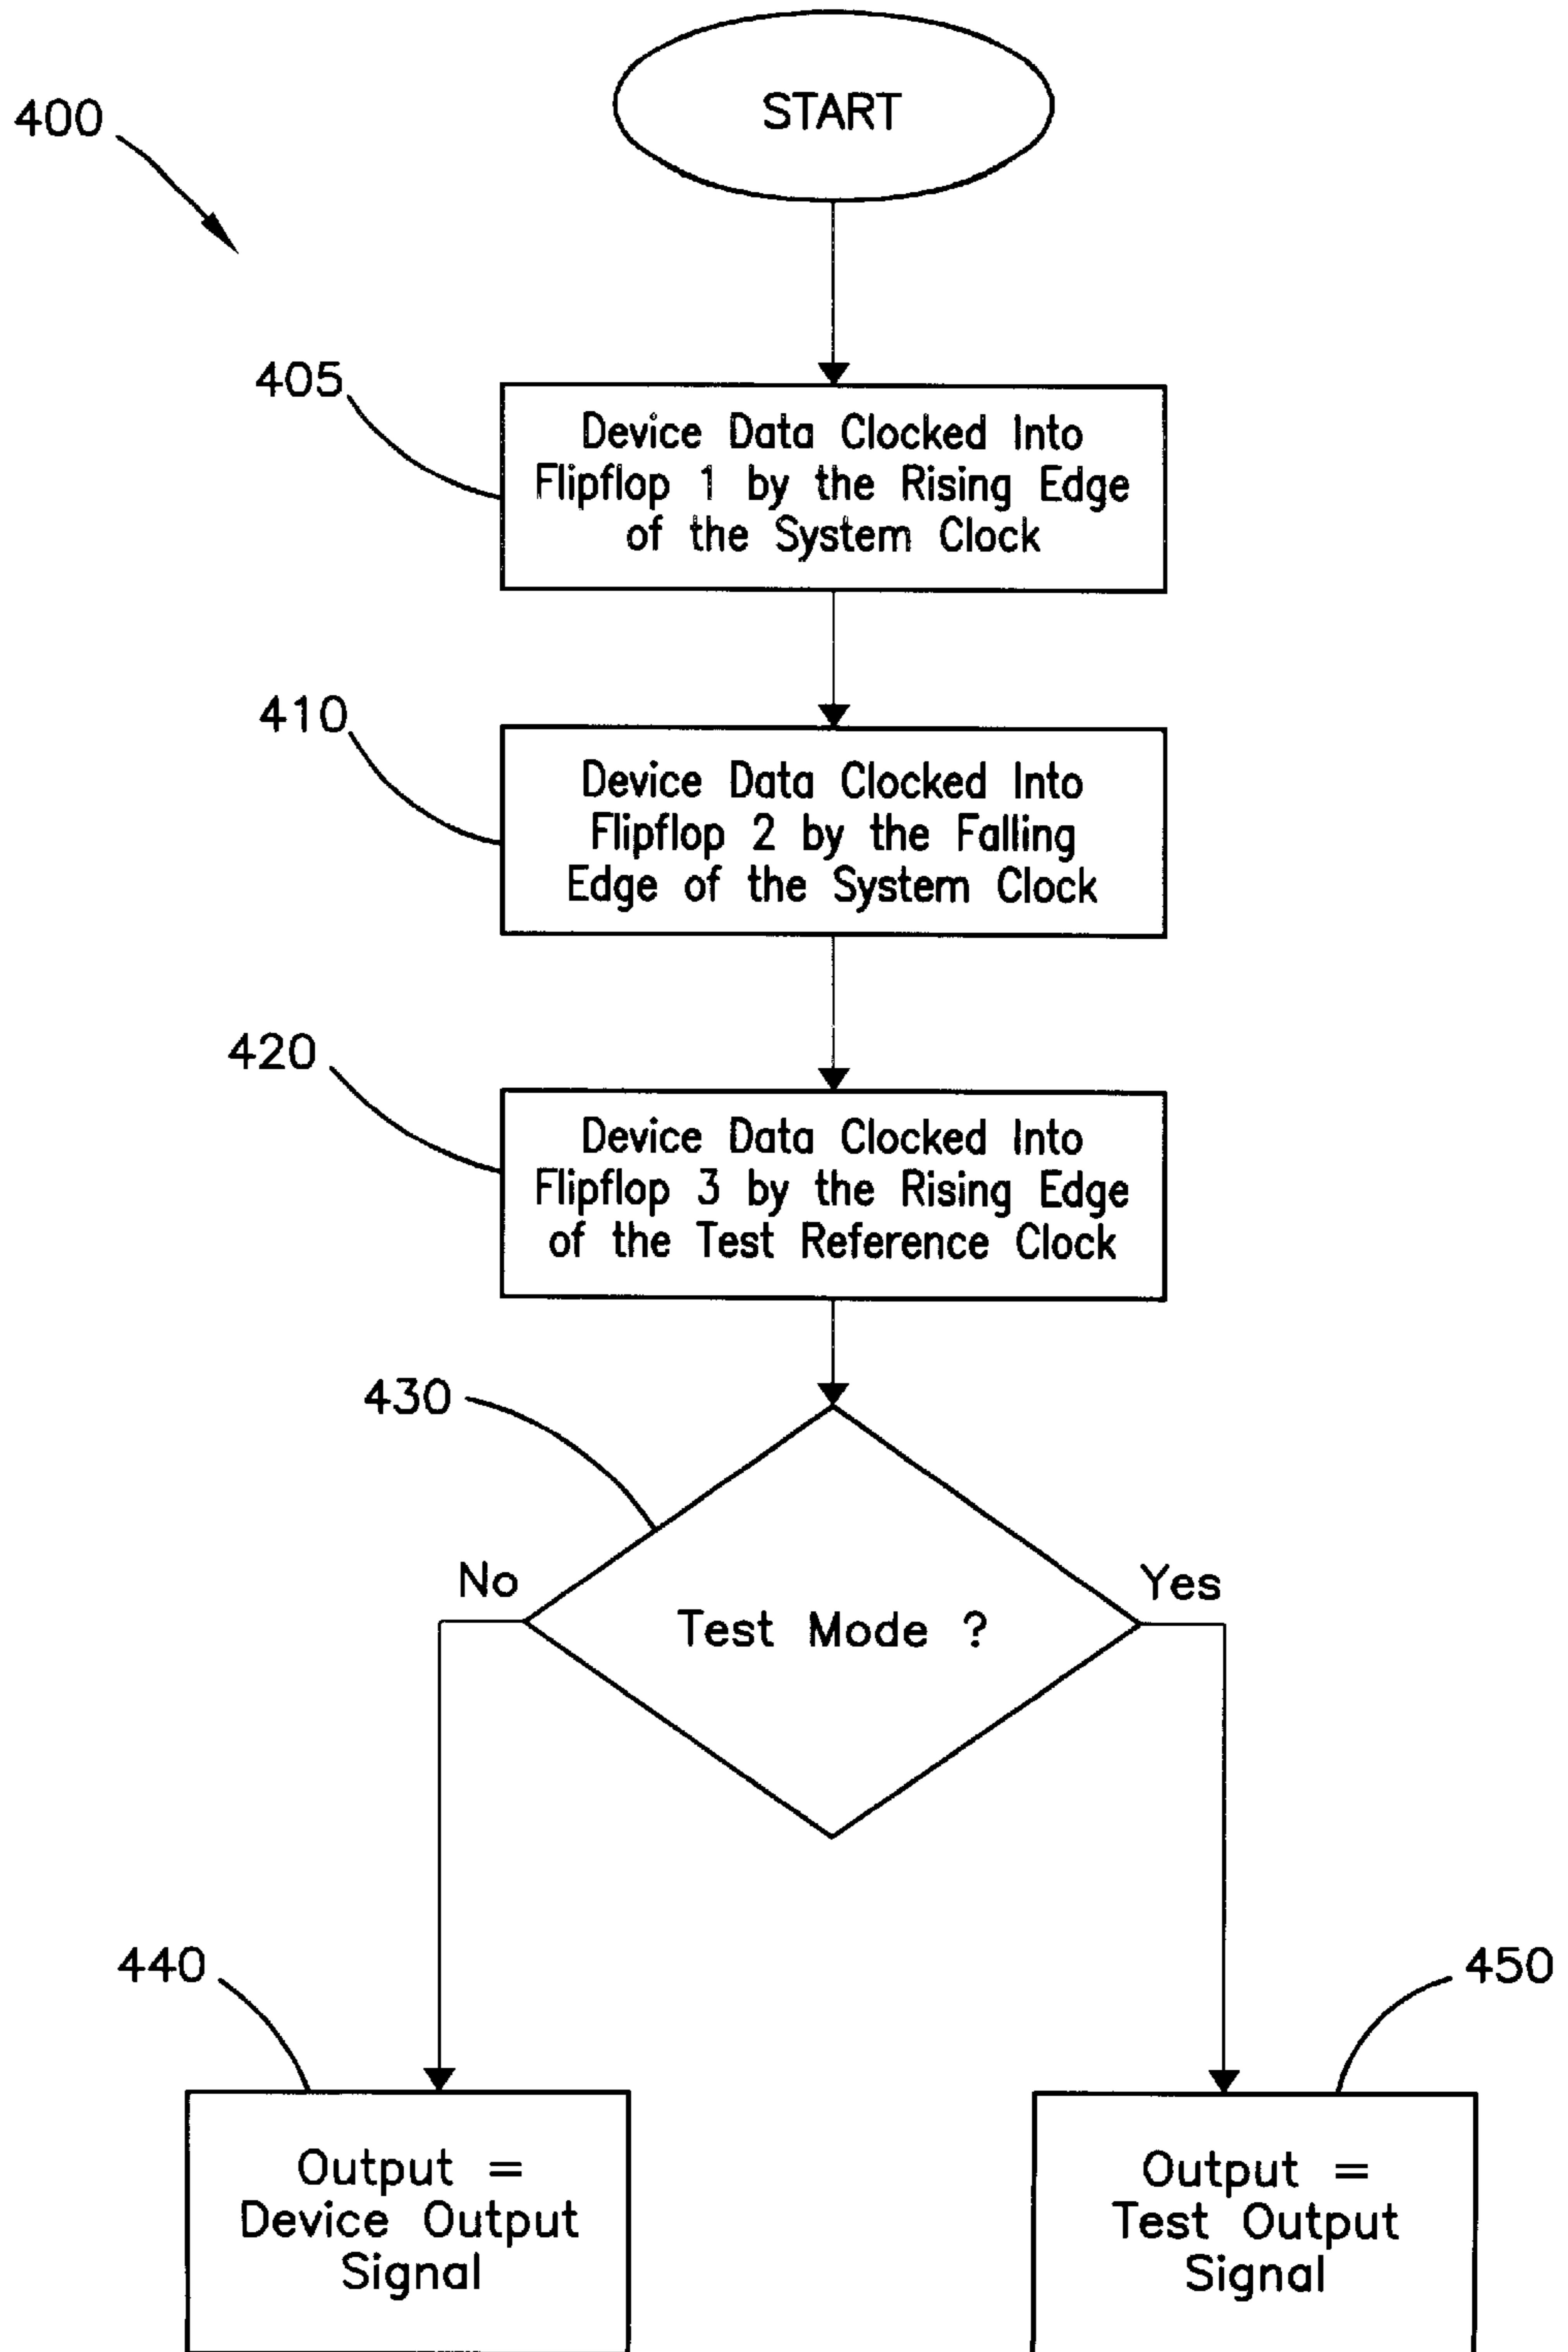 START
400
405
Device Data Clocked Into
Flipflop 1 by the Rising Edge
of the System Clock
410
Device Data Clocked Into
Flipflop 2 by the Falling
Edge of the System Clock
420
Device Data Clocked Into
Flipflop 3 by the Rising Edge
of the Test Reference Clock
430
No
Yes
Test Mode ?
440
450
Output =
Device Output
Signal
Output =
Test Output
Signal